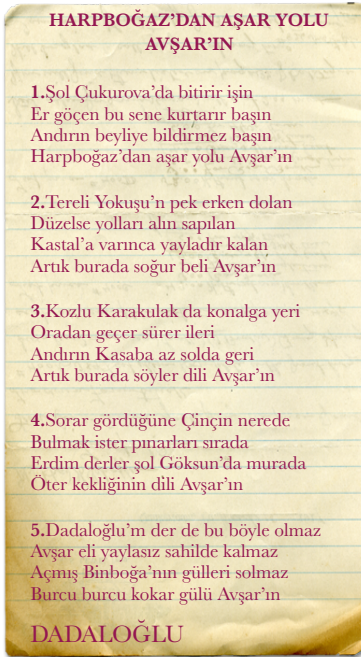 HARPBOĞAZ’DAN AŞAR YOLU
AVŞAR’IN
1.Şol Çukurova’da bitirir işin
Er göçen bu sene kurtarır başın
Andırın beyliye bildirmez başın
Harpboğaz’dan aşar yolu Avşar’ın
2.Tereli Yokuşu’n pek erken dolan
Düzelse yolları alın sapılan
Kastal’a varınca yayladır kalan
Artık burada soğur beli Avşar’ın
3.Kozlu Karakulak da konalga yeri
Oradan geçer sürer ileri
Andırın Kasaba az solda geri
Artık burada söyler dili Avşar’ın
4.Sorar gördüğüne Çinçin nerede
Bulmak ister pınarları sırada
Erdim derler şol Göksun’da murada
Öter kekliğinin dili Avşar’ın
5.Dadaloğlu’m der de bu böyle olmaz
Avşar eli yaylasız sahilde kalmaz
Açmış Binboğa’nın gülleri solmaz
Burcu burcu kokar gülü Avşar’ın
DADALOĞLU